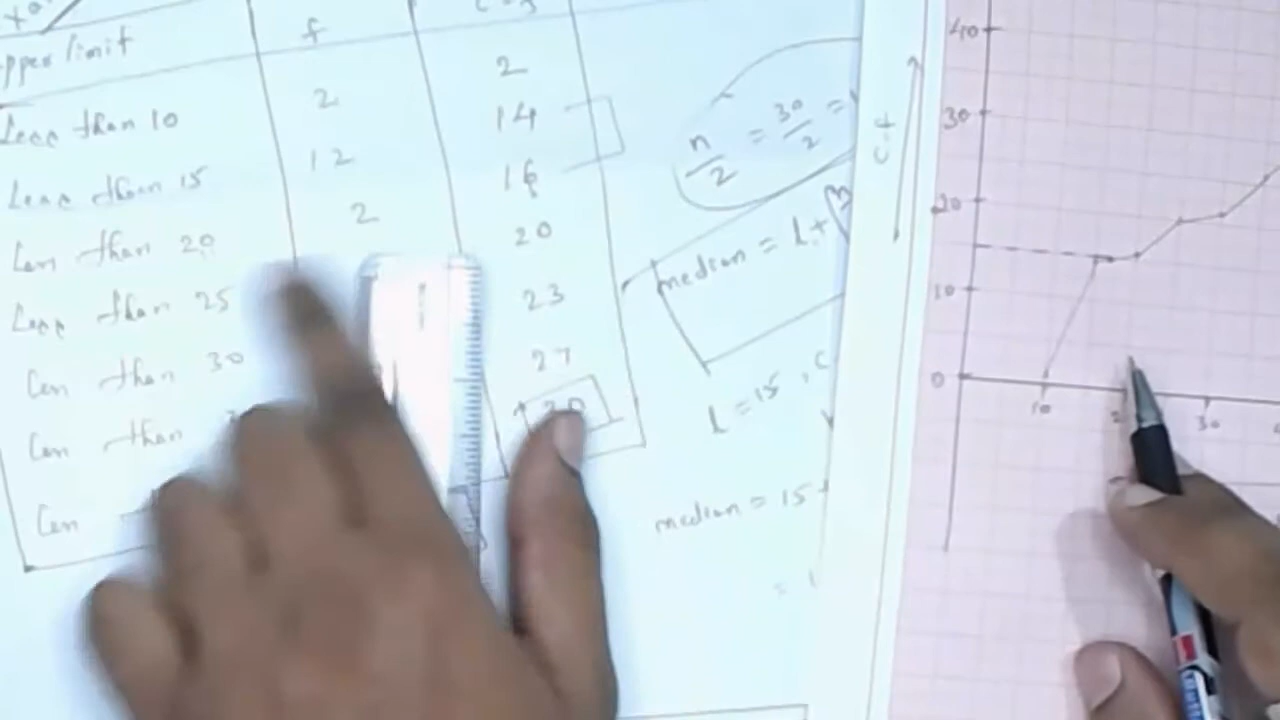 upper limit f
Less than 10 2 2
Less than 15 12 14
Less than 20 2 16
Less than 25 20
Less than 30 23
Less than 27
Less 30
n/2 = 30/2 =
median = L +
L = 15 , C
median = 15 +
=
c.f
40
30
20
10
0
10 2 30